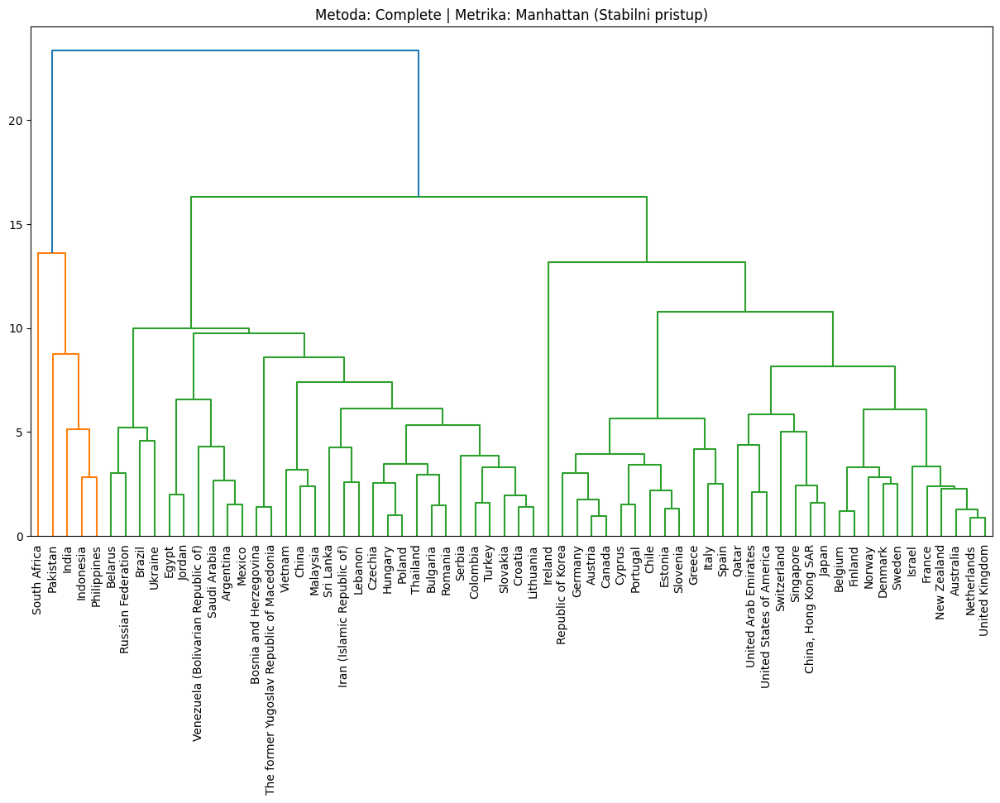 Metoda: Complete | Metrika: Manhattan (Stabilni pristup)
20
15
10
5
0
South Africa
Pakistan
India
Indonesia
Philippines
Belarus
Russian Federation
Brazil
Ukraine
Egypt
Jordan
Venezuela (Bolivarian Republic of)
Saudi Arabia
Argentina
Mexico
Bosnia and Herzegovina
The former Yugoslav Republic of Macedonia
Vietnam
China
Malaysia
Sri Lanka
Iran (Islamic Republic of)
Lebanon
Czechia
Hungary
Poland
Thailand
Bulgaria
Romania
Serbia
Colombia
Turkey
Slovakia
Croatia
Lithuania
Ireland
Republic of Korea
Germany
Austria
Canada
Cyprus
Portugal
Chile
Estonia
Slovenia
Greece
Italy
Spain
Qatar
United Arab Emirates
United States of America
Switzerland
Singapore
China, Hong Kong SAR
Japan
Belgium
Finland
Norway
Denmark
Sweden
Israel
France
New Zealand
Australia
Netherlands
United Kingdom